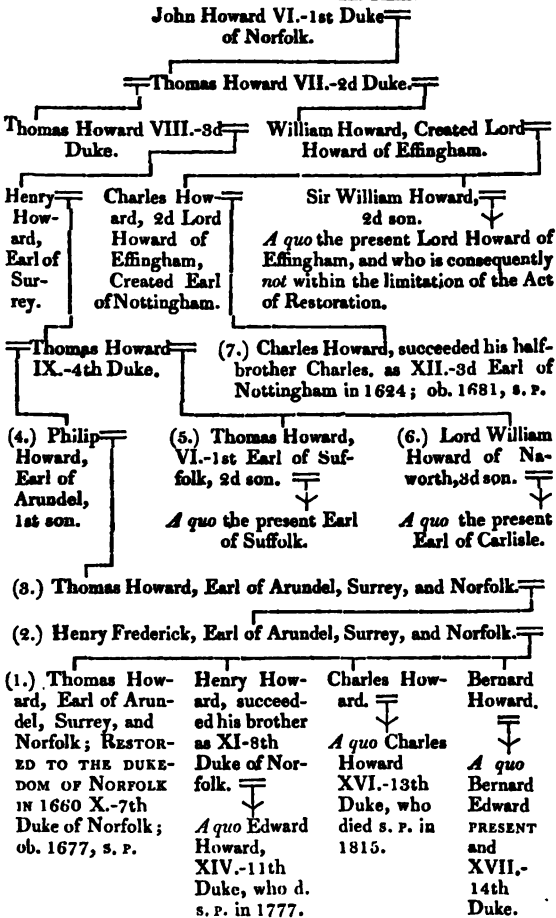 John Howard VI.-1st Duke
of Norfolk.
Thomas Howard VII.-2d Duke.
Thomas Howard VIII.-3d
Duke.
William Howard, Created Lord
Howard of Effingham.
Henry
How-
ard,
Earl of
Sur-
rey.
Charles How-
ard, 2d Lord
Howard of
Effingham,
Created Earl
of Nottingham.
Sir William Howard,
2d son.
A quo the present Lord Howard of
Effingham, and who is consequently
not within the limitation of the Act
of Restoration.
Thomas Howard
IX.-4th Duke.
(7.) Charles Howard, succeeded his half-
brother Charles, as XII.-3d Earl of
Nottingham in 1624; ob. 1681, S. P.
(4.) Philip
Howard,
Earl of
Arundel,
1st son.
(5.) Thomas Howard,
VI.-1st Earl of Suf-
folk, 2d son.
A quo the present Earl
of Suffolk.
(6.) Lord William
Howard of Na-
worth, 3d son.
A quo the present
Earl of Carlisle.
(3.) Thomas Howard, Earl of Arundel, Surrey, and Norfolk.
(2.) Henry Frederick, Earl of Arundel, Surrey, and Norfolk.
(1.) Thomas How-
ard, Earl of Arun-
del, Surrey, and
Norfolk; RESTOR-
ED TO THE DUKE-
DOM OF NORFOLK
IN 1660 X.-7th
Duke of Norfolk;
ob. 1677, S. P.
Henry How-
ard, succeed-
ed his brother
as XI-8th
Duke of Nor-
folk.
A quo Edward
Howard,
XIV.-11th
Duke, who d.
S. P. in 1777.
Charles How-
ard.
A quo Charles
Howard
XVI.-13th
Duke, who
died S. P. in
1815.
Bernard
Howard.
A quo
Bernard
Edward
PRESENT
and
XVII.-
14th
Duke.